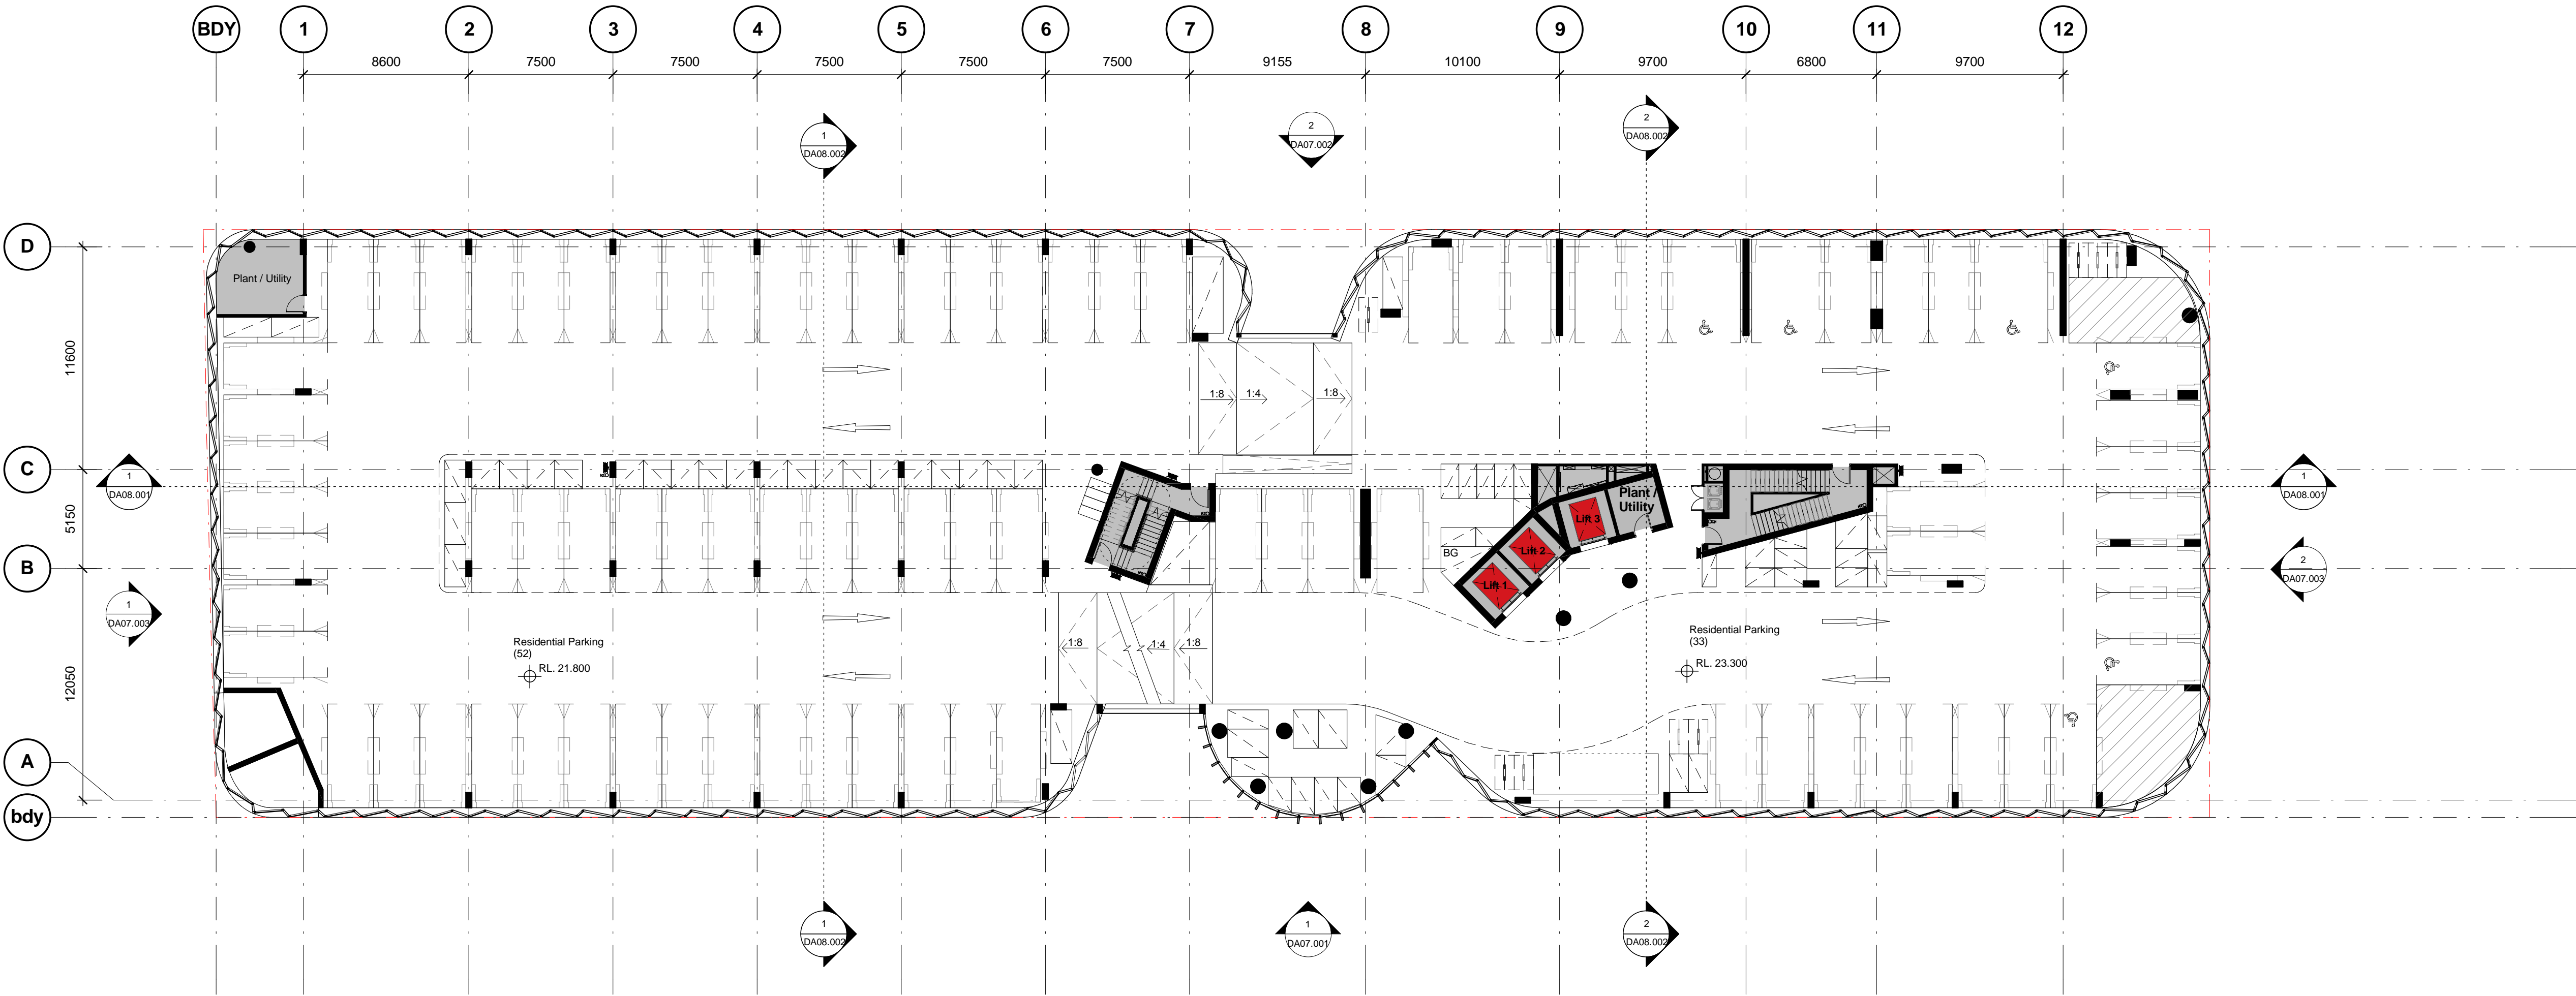 BDY
1
2
3
4
5
6
7
8
9
10
11
12
8600
7500
7500
7500
7500
7500
9155
10100
9700
6800
9700
1
DA08.002
2
DA07.002
2
DA08.002
D
Plant / Utility
11600
1:8
1:4
1:8
C
1
DA08.001
1
DA08.001
Plant /
Utility
Lift 3
5150
Lift 2
BG
B
Lift 1
1
DA07.003
2
DA07.003
Residential Parking
(52)
RL. 21.800
1:8
1:4
1:8
Residential Parking
(33)
RL. 23.300
12050
A
bdy
1
DA08.002
1
DA07.001
2
DA08.002